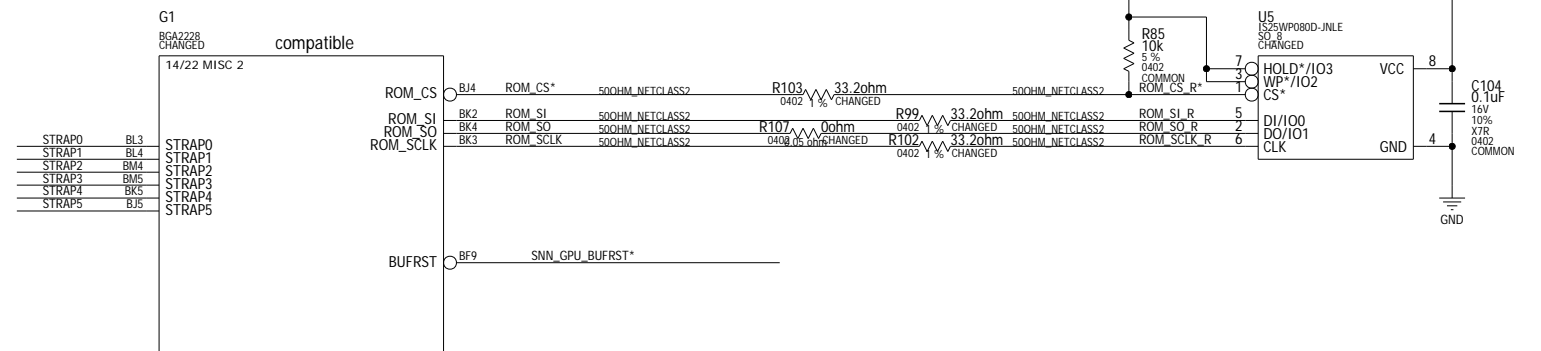 G1
BGA2228
CHANGED
compatible
14/22 MISC 2
ROM_CS
BJ4
ROM_CS*
50OHM_NETCLASS2
R103
33.2ohm
0402
1 %
CHANGED
50OHM_NETCLASS2
ROM_CS_R*
ROM_SI
BK2
ROM_SI
50OHM_NETCLASS2
R99
33.2ohm
0402
1 %
CHANGED
50OHM_NETCLASS2
ROM_SI_R
ROM_SO
BK4
ROM_SO
50OHM_NETCLASS2
R107
0ohm
0402
0.05 ohm
CHANGED
50OHM_NETCLASS2
ROM_SO_R
ROM_SCLK
BK3
ROM_SCLK
50OHM_NETCLASS2
R102
33.2ohm
0402
1 %
CHANGED
50OHM_NETCLASS2
ROM_SCLK_R
STRAP0
BL3
STRAP0
STRAP1
BL4
STRAP1
STRAP2
BM4
STRAP2
STRAP3
BM5
STRAP3
STRAP4
BK5
STRAP4
STRAP5
BJ5
STRAP5
BUFRST
BF9
SNN_GPU_BUFRST*
R85
10k
5 %
0402
COMMON
U5
IS25WP080D-JNLE
SO_8
CHANGED
7
HOLD*/IO3
3
WP*/IO2
1
CS*
5
DI/IO0
2
DO/IO1
6
CLK
VCC
8
GND
4
C104
0.1uF
16V
10%
X7R
0402
COMMON
GND